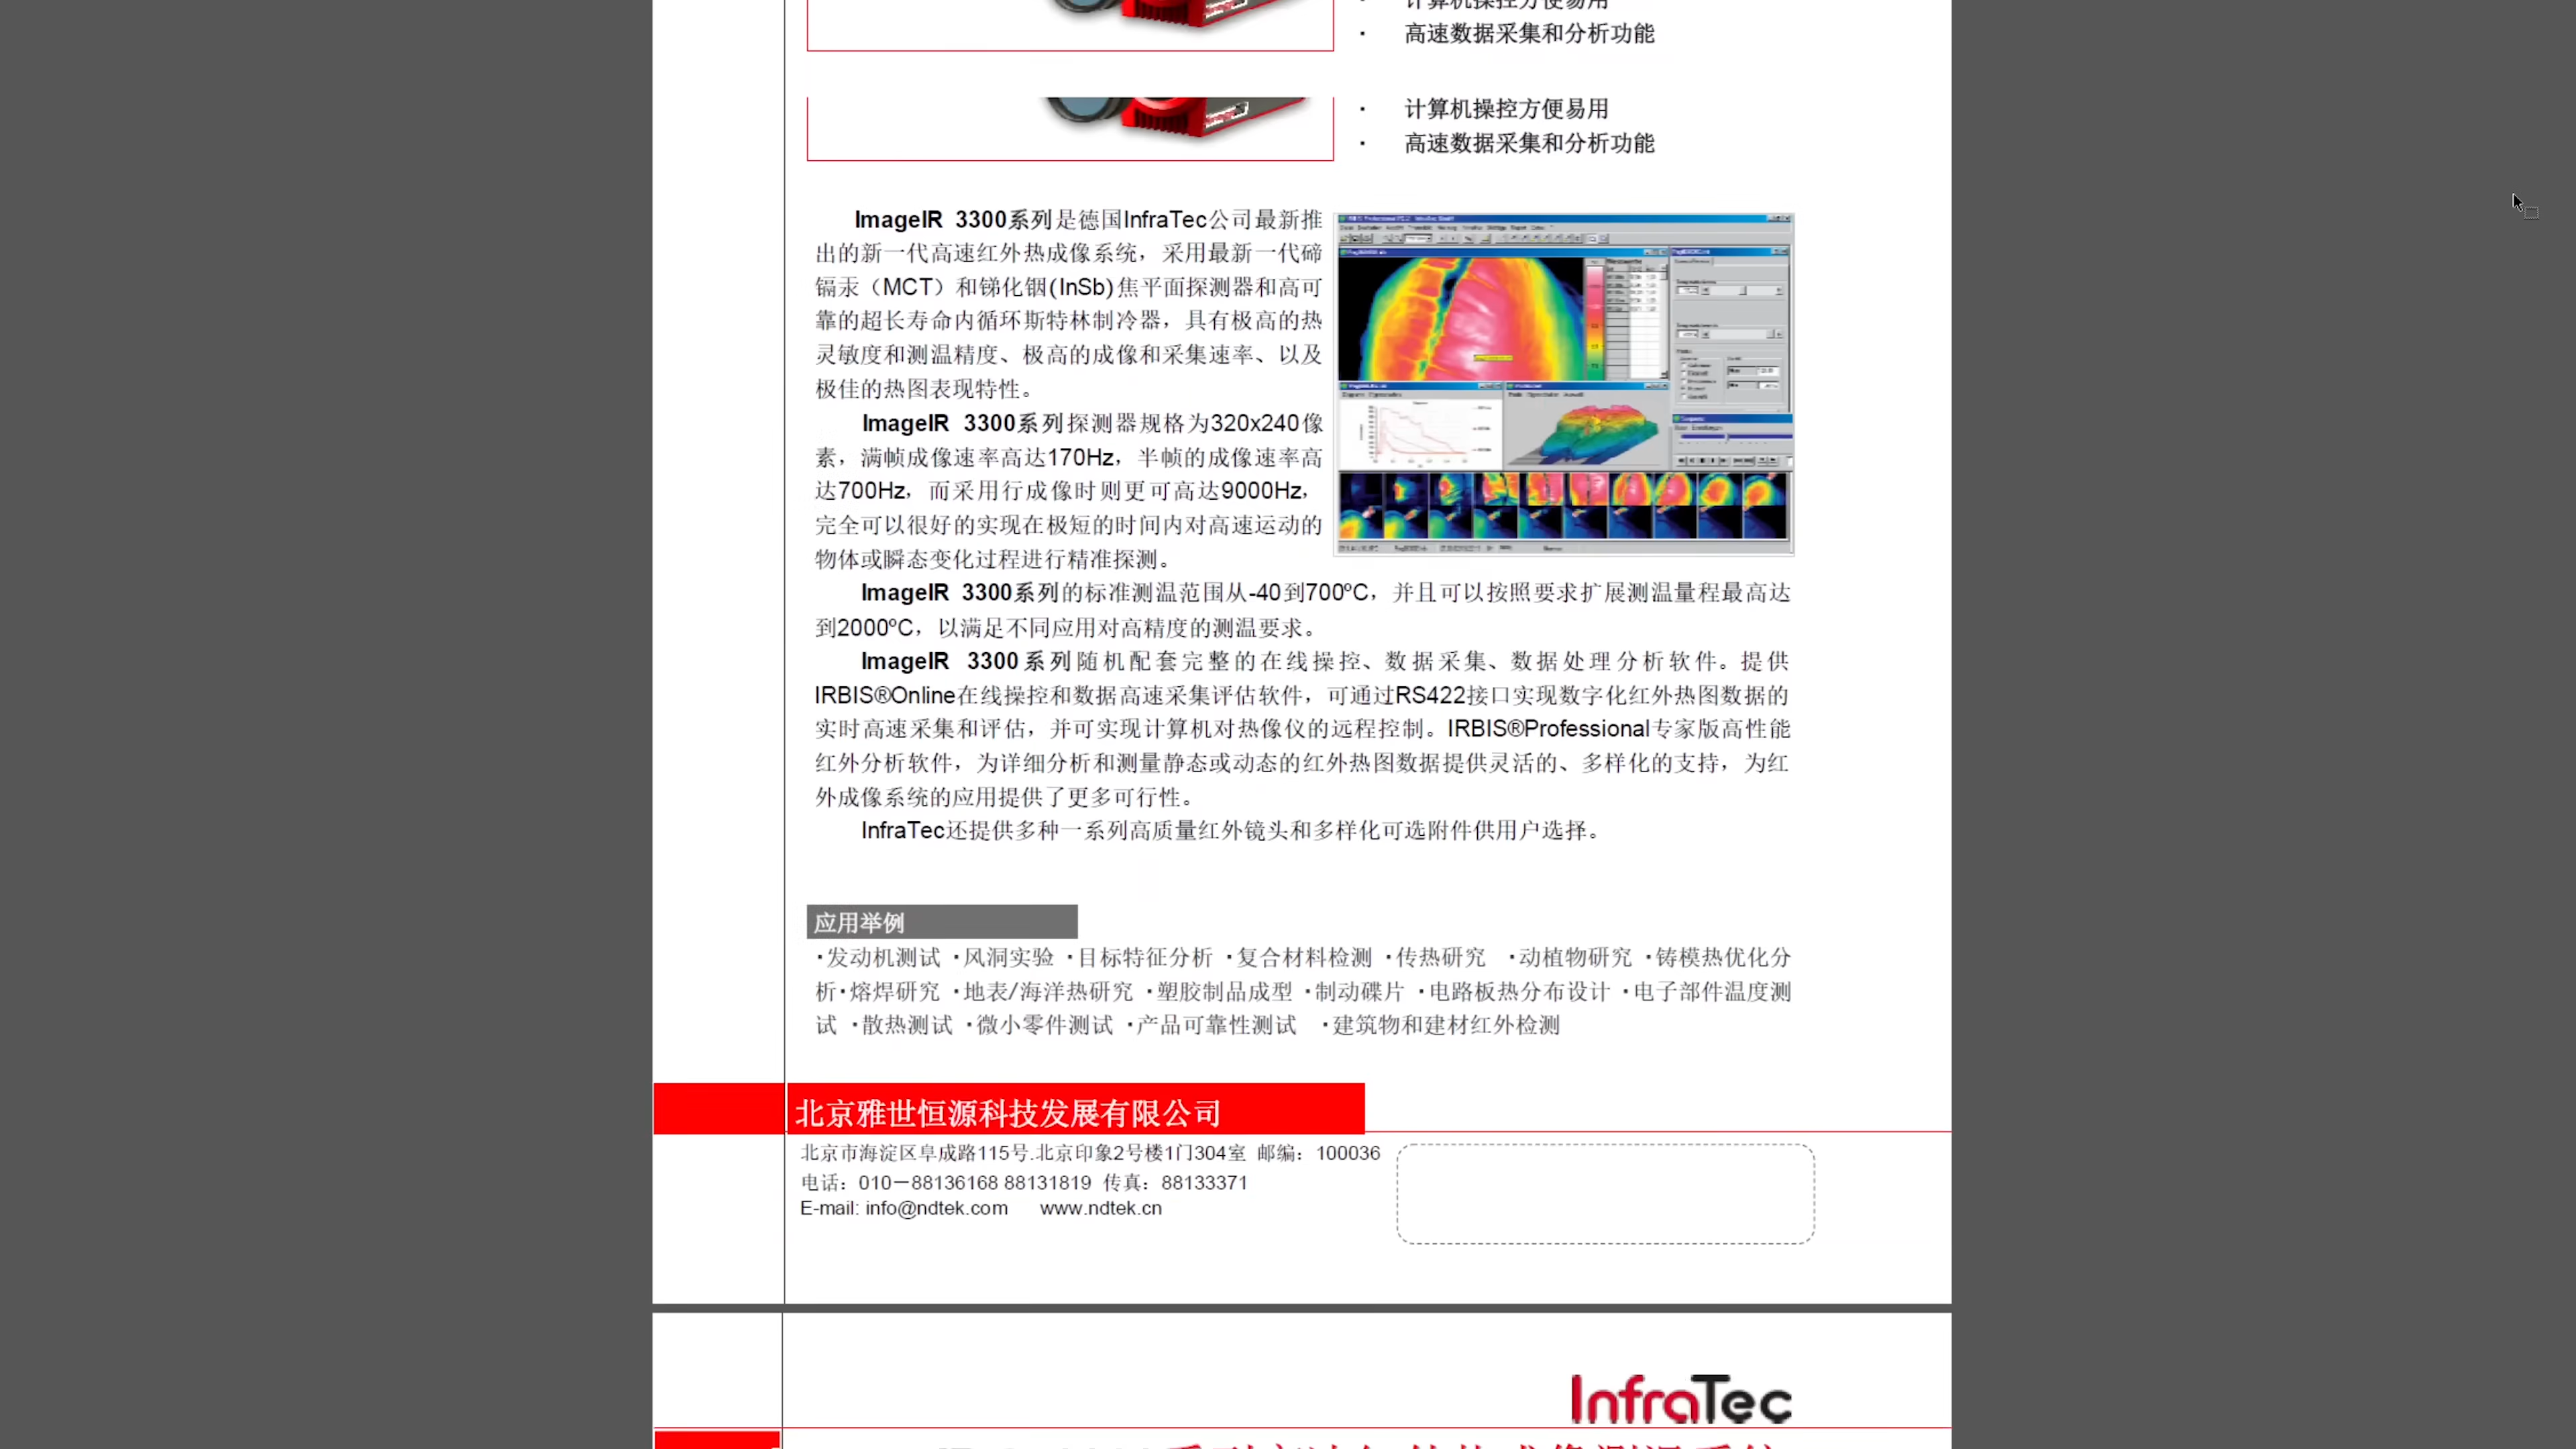 · 计算机操控方便易用
· 高速数据采集和分析功能
· 计算机操控方便易用
· 高速数据采集和分析功能
ImageIR 3300系列是德国InfraTec公司最新推
出的新一代高速红外热成像系统，采用最新一代碲
镉汞（MCT）和锑化铟(InSb)焦平面探测器和高可
靠的超长寿命内循环斯特林制冷器，具有极高的热
灵敏度和测温精度、极高的成像和采集速率、以及
极佳的热图表现特性。
ImageIR 3300系列探测器规格为320x240像
素，满帧成像速率高达170Hz，半帧的成像速率高
达700Hz，而采用行成像时则更可高达9000Hz，
完全可以很好的实现在极短的时间内对高速运动的
物体或瞬态变化过程进行精准探测。
ImageIR 3300系列的标准测温范围从-40到700ºC，并且可以按照要求扩展测温量程最高达
到2000ºC，以满足不同应用对高精度的测温要求。
ImageIR 3300系列随机配套完整的在线操控、数据采集、数据处理分析软件。提供
IRBIS®Online在线操控和数据高速采集评估软件，可通过RS422接口实现数字化红外热图数据的
实时高速采集和评估，并可实现计算机对热像仪的远程控制。IRBIS®Professional专家版高性能
红外分析软件，为详细分析和测量静态或动态的红外热图数据提供灵活的、多样化的支持，为红
外成像系统的应用提供了更多可行性。
InfraTec还提供多种一系列高质量红外镜头和多样化可选附件供用户选择。
应用举例
·发动机测试 ·风洞实验 ·目标特征分析 ·复合材料检测 ·传热研究 ·动植物研究 ·铸模热优化分
析·熔焊研究 ·地表/海洋热研究 ·塑胶制品成型 ·制动碟片 ·电路板热分布设计 ·电子部件温度测
试 ·散热测试 ·微小零件测试 ·产品可靠性测试 ·建筑物和建材红外检测
北京雅世恒源科技发展有限公司
北京市海淀区阜成路115号.北京印象2号楼1门304室 邮编：100036
电话：010－88136168 88131819 传真：88133371
E-mail: info@ndtek.com www.ndtek.cn
InfraTec